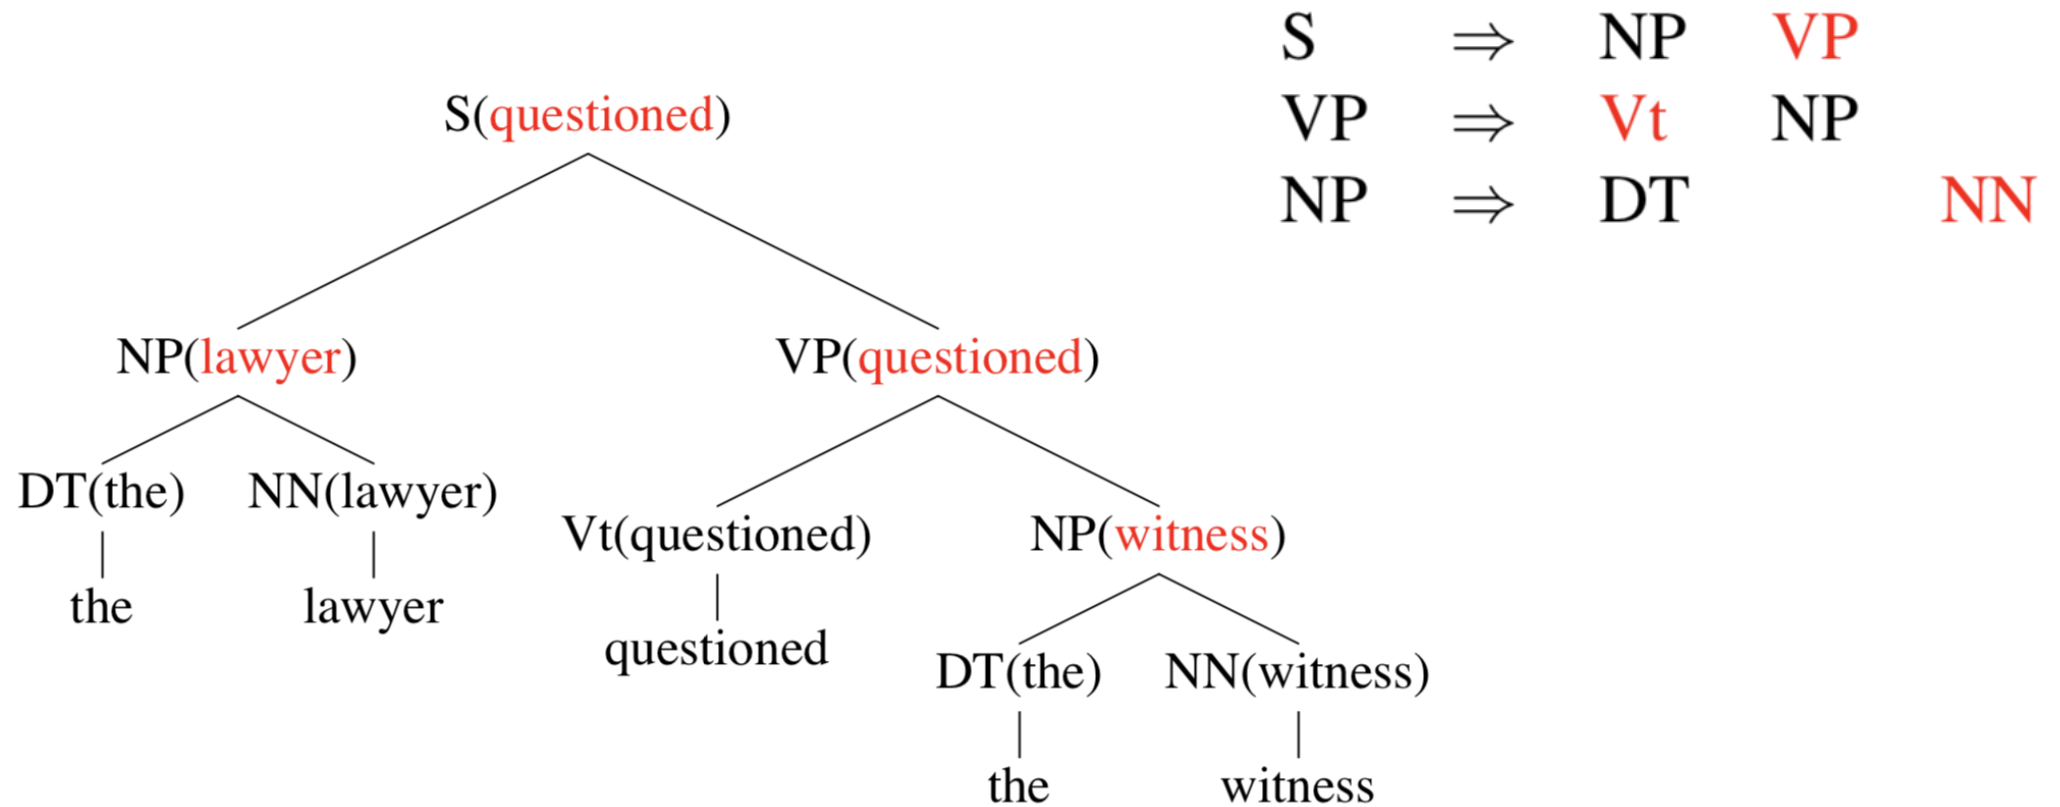 S ⇒ NP VP
VP ⇒ Vt NP
NP ⇒ DT NN
S(questioned)
NP(lawyer) VP(questioned)
DT(the) NN(lawyer)
Vt(questioned) NP(witness)
the lawyer
questioned
DT(the) NN(witness)
the witness